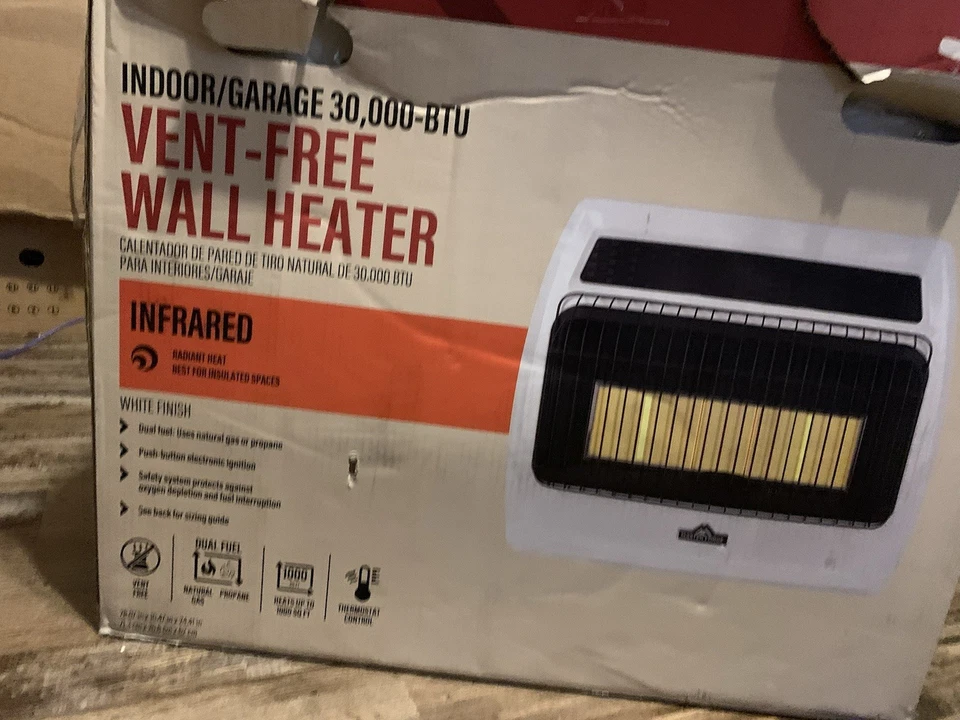 INDOOR/GARAGE 30,000-BTU
VENT-FREE
WALL HEATER
CALENTADOR DE PARED DE TIRO NATURAL DE 30.000 BTU
PARA INTERIORES/GARAJE
INFRARED
RADIANT HEAT
BEST FOR INSULATED SPACES
WHITE FINISH
Dual fuel: Uses natural gas or propane
Push-button electronic ignition
Safety system protects against
oxygen depletion and fuel interruption
See back for sizing guide
VENT
FREE
DUAL FUEL
NATURAL
GAS
PROPANE
1000
HEATS UP TO
1000 SQ FT
THERMOSTAT
CONTROL